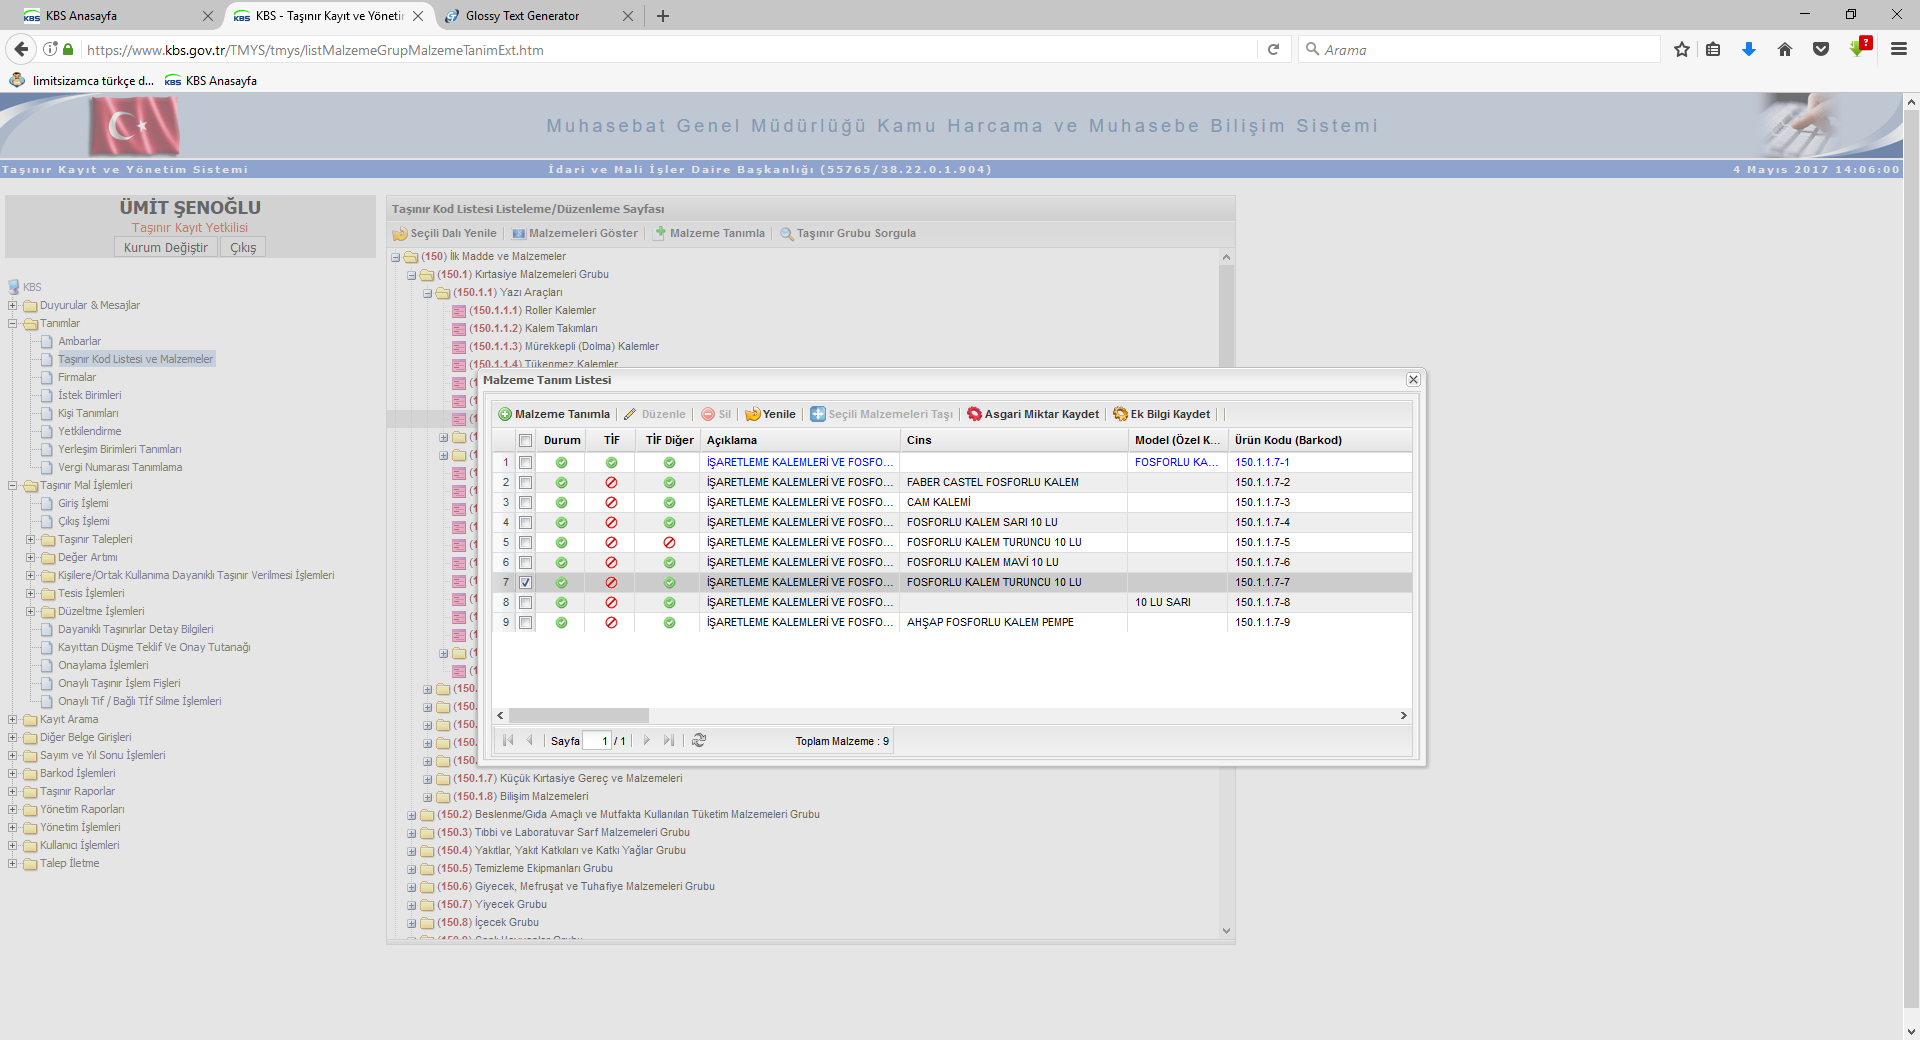 KBS Anasayfa
KBS - Taşınır Kayıt ve Yönetir
Glossy Text Generator
https://www.kbs.gov.tr/TMYS/tmys/listMalzemeGrupMalzemeTanimExt.htm
Arama
limitsizamca türkçe d...
KBS Anasayfa
Muhasebat Genel Müdürlüğü Kamu Harcama ve Muhasebe Bilişim Sistemi
Taşınır Kayıt ve Yönetim Sistemi
İdari ve Mali İşler Daire Başkanlığı (55765/38.22.0.1.904)
4 Mayıs 2017 14:06:00
ÜMİT ŞENOĞLU
Taşınır Kayıt Yetkilisi
Kurum Değiştir
Çıkış
KBS
Duyurular & Mesajlar
Tanımlar
Ambarlar
Taşınır Kod Listesi ve Malzemeler
Firmalar
İstek Birimleri
Kişi Tanımları
Yetkilendirme
Yerleşim Birimleri Tanımları
Vergi Numarası Tanımlama
Taşınır Mal İşlemleri
Giriş İşlemi
Çıkış İşlemi
Taşınır Talepleri
Değer Artımı
Kişilere/Ortak Kullanıma Dayanıklı Taşınır Verilmesi İşlemleri
Tesis İşlemleri
Düzeltme İşlemleri
Dayanıklı Taşınırlar Detay Bilgileri
Kayıttan Düşme Teklif Ve Onay Tutanağı
Onaylama İşlemleri
Onaylı Taşınır İşlem Fişleri
Onaylı Tif / Bağlı Tİf Silme İşlemleri
Kayıt Arama
Diğer Belge Girişleri
Sayım ve Yıl Sonu İşlemleri
Barkod İşlemleri
Taşınır Raporlar
Yönetim Raporları
Yönetim İşlemleri
Kullanıcı İşlemleri
Talep İletme
Taşınır Kod Listesi Listeleme/Düzenleme Sayfası
Seçili Dalı Yenile
Malzemeleri Göster
Malzeme Tanımla
Taşınır Grubu Sorgula
(150) İlk Madde ve Malzemeler
(150.1) Kırtasiye Malzemeleri Grubu
(150.1.1) Yazı Araçları
(150.1.1.1) Roller Kalemler
(150.1.1.2) Kalem Takımları
(150.1.1.3) Mürekkepli (Dolma) Kalemler
(150.1.1.4) Tükenmez Kalemler
Malzeme Tanım Listesi
Malzeme Tanımla
Düzenle
Sil
Yenile
Seçili Malzemeleri Taşı
Asgari Miktar Kaydet
Ek Bilgi Kaydet
Durum TİF TİF Diğer Açıklama Cins Model (Özel K... Ürün Kodu (Barkod)
1 İŞARETLEME KALEMLERİ VE FOSFO... FOSFORLU KA... 150.1.1.7-1
2 İŞARETLEME KALEMLERİ VE FOSFO... FABER CASTEL FOSFORLU KALEM 150.1.1.7-2
3 İŞARETLEME KALEMLERİ VE FOSFO... CAM KALEMİ 150.1.1.7-3
4 İŞARETLEME KALEMLERİ VE FOSFO... FOSFORLU KALEM SARI 10 LU 150.1.1.7-4
5 İŞARETLEME KALEMLERİ VE FOSFO... FOSFORLU KALEM TURUNCU 10 LU 150.1.1.7-5
6 İŞARETLEME KALEMLERİ VE FOSFO... FOSFORLU KALEM MAVİ 10 LU 150.1.1.7-6
7 İŞARETLEME KALEMLERİ VE FOSFO... FOSFORLU KALEM TURUNCU 10 LU 150.1.1.7-7
8 İŞARETLEME KALEMLERİ VE FOSFO... 10 LU SARI 150.1.1.7-8
9 İŞARETLEME KALEMLERİ VE FOSFO... AHŞAP FOSFORLU KALEM PEMPE 150.1.1.7-9
Sayfa 1 / 1
Toplam Malzeme : 9
(150.1.7) Küçük Kırtasiye Gereç ve Malzemeleri
(150.1.8) Bilişim Malzemeleri
(150.2) Beslenme/Gıda Amaçlı ve Mutfakta Kullanılan Tüketim Malzemeleri Grubu
(150.3) Tıbbi ve Laboratuvar Sarf Malzemeleri Grubu
(150.4) Yakıtlar, Yakıt Katkıları ve Katkı Yağlar Grubu
(150.5) Temizleme Ekipmanları Grubu
(150.6) Giyecek, Mefruşat ve Tuhafiye Malzemeleri Grubu
(150.7) Yiyecek Grubu
(150.8) İçecek Grubu